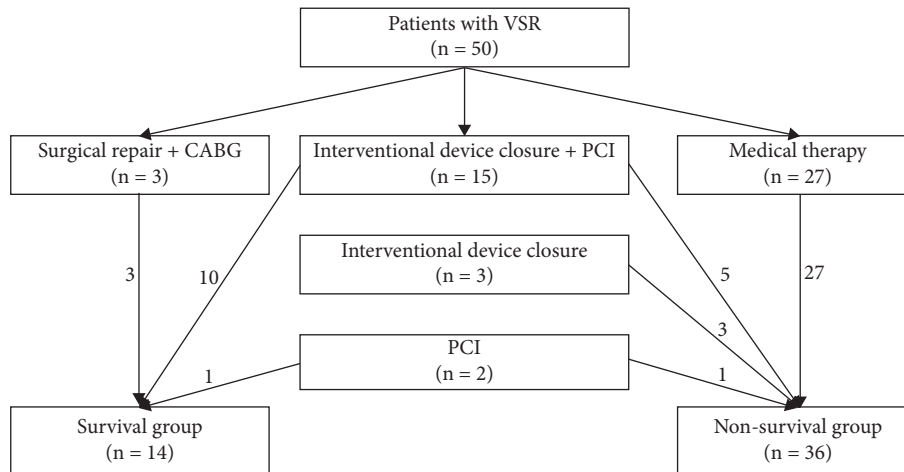 Patients with VSR
(n = 50)
Surgical repair + CABG
(n = 3)
Interventional device closure + PCI
(n = 15)
Medical therapy
(n = 27)
Interventional device closure
(n = 3)
3
10
5
27
3
PCI
(n = 2)
1
1
Survival group
(n = 14)
Non-survival group
(n = 36)